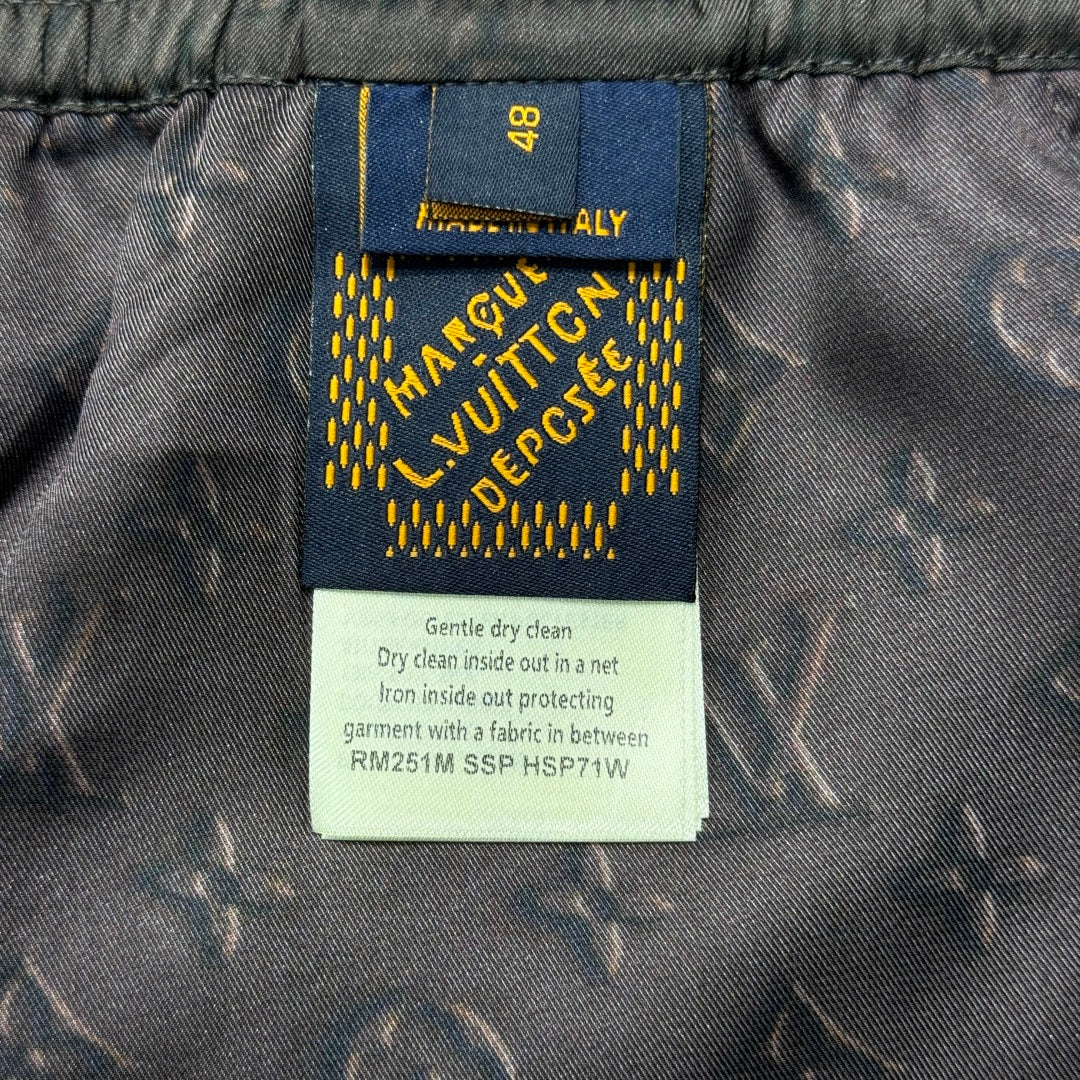 48
MADE IN ITALY
MARQUE
L.VUITTON
DÉPOSÉE
Gentle dry clean
Dry clean inside out in a net
Iron inside out protecting
garment with a fabric in between
RM251M SSP HSP71W